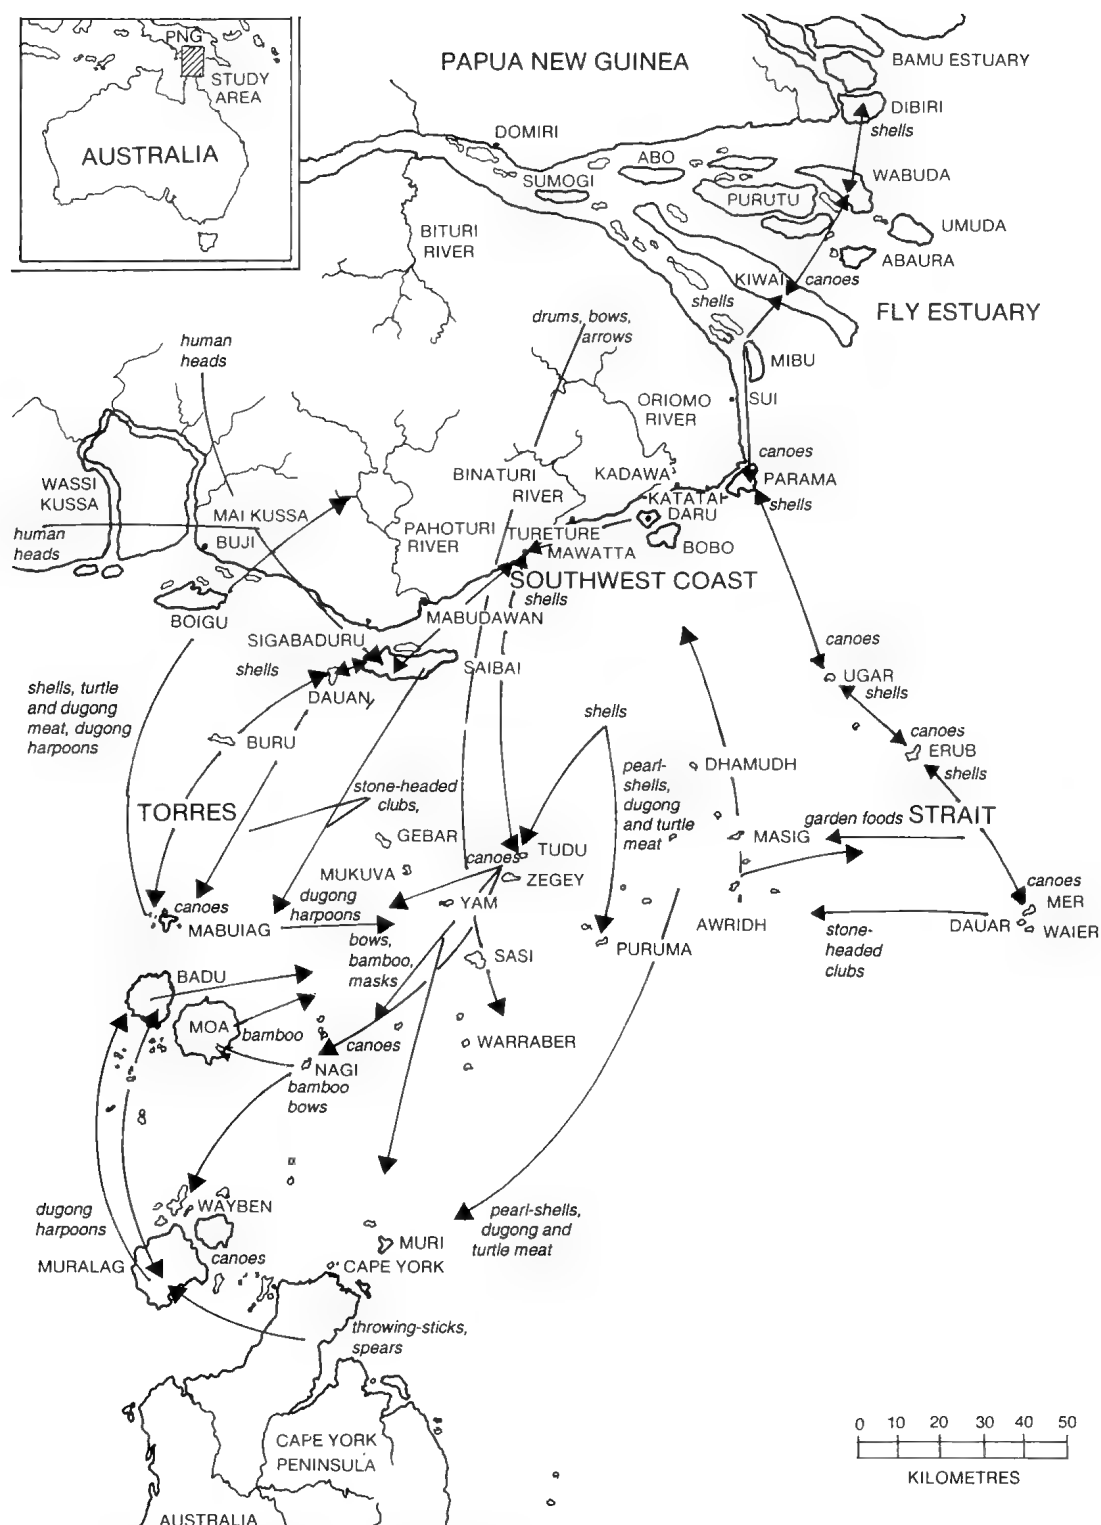 PNG
STUDY
AREA
AUSTRALIA
PAPUA NEW GUINEA
BAMU ESTUARY
DIBIRI
shells
DOMIRI
ABO
SUMOGI
WABUDA
PURUTU
UMUDA
BITURI
RIVER
ABAURA
KIWAI
canoes
shells
FLY ESTUARY
drums, bows,
arrows
human
heads
MIBU
ORIOMO
RIVER
SUI
canoes
BINATURI
RIVER
KADAWA
PARAMA
WASSI
KUSSA
KATATAI
shells
MAI KUSSA
DARU
PAHOTURI
RIVER
TURETURE
human
heads
BUJI
MAWATTA
BOBO
SOUTHWEST COAST
shells
BOIGU
MABUDAWAN
SIGABADURU
canoes
shells
SAIBAI
UGAR
shells
DAUAN
shells, turtle
and dugong
meat, dugong
harpoons
shells
BURU
canoes
ERUB
shells
DHAMUDH
pearl-
shells,
dugong
and turtle
meat
stone-headed
clubs,
TORRES
STRAIT
garden foods
GEBAR
MASIG
canoes
TUDU
MUKUVA
ZEGEY
canoes
MER
canoes
MABUIAG
dugong
harpoons
YAM
AWRIDH
DAUAR
WAIER
bows,
bamboo,
masks
stone-
headed
clubs
PURUMA
SASI
BADU
MOA
bamboo
canoes
WARRABER
NAGI
bamboo
bows
WAYBEN
dugong
harpoons
pearl-shells,
dugong and
turtle meat
MURI
canoes
MURALAG
CAPE YORK
throwing-sticks,
spears
0 10 20 30 40 50
KILOMETRES
CAPE YORK
PENINSULA
AUSTRALIA